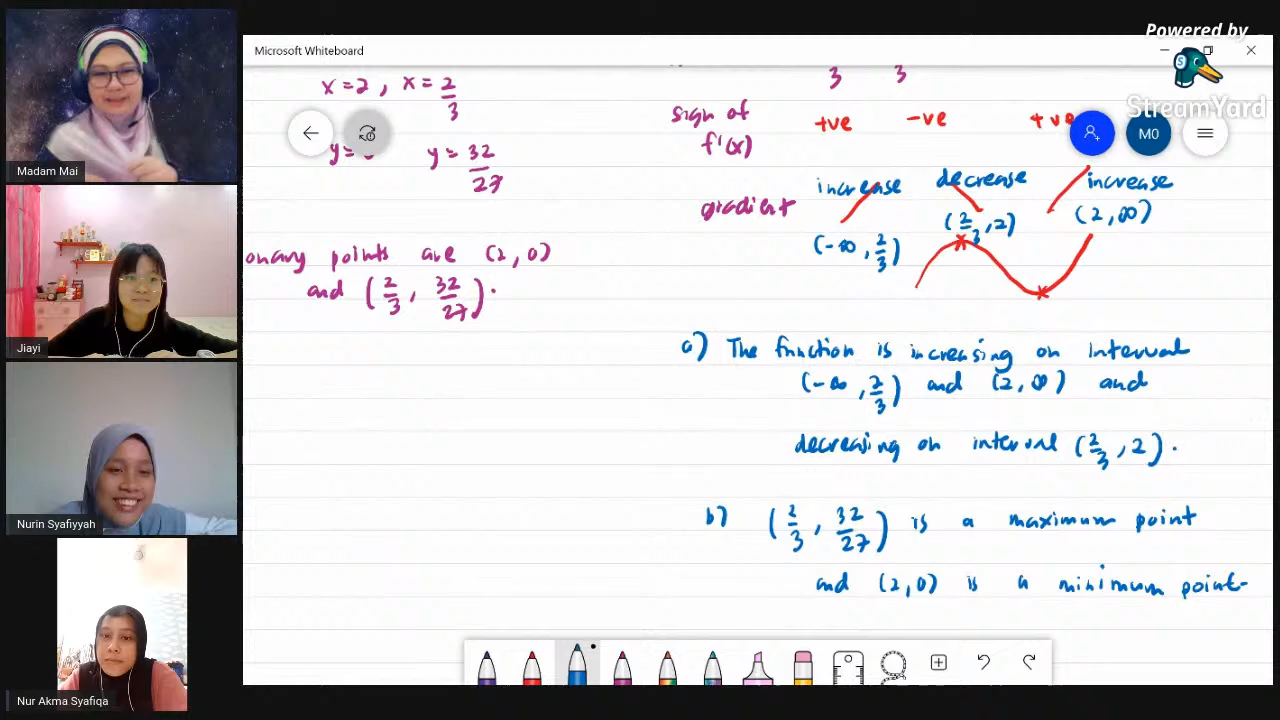 Powered by
StreamYard
Microsoft Whiteboard
Madam Mai
Jiayi
Nurin Syafiyyah
Nur Akma Syafiqa
M0
x = 2, x = 2/3
y = y = 32/27
onary points are (2, 0)
and (2/3, 32/27).
3 3
sign of f'(x) +ve -ve +ve
gradient increase decrease increase
(-∞, 2/3) (2/3, 2) (2, ∞)
a) The function is increasing on interval
(-∞, 2/3) and (2, ∞) and
decreasing on interval (2/3, 2).
b) (2/3, 32/27) is a maximum point
and (2, 0) is a minimum point.